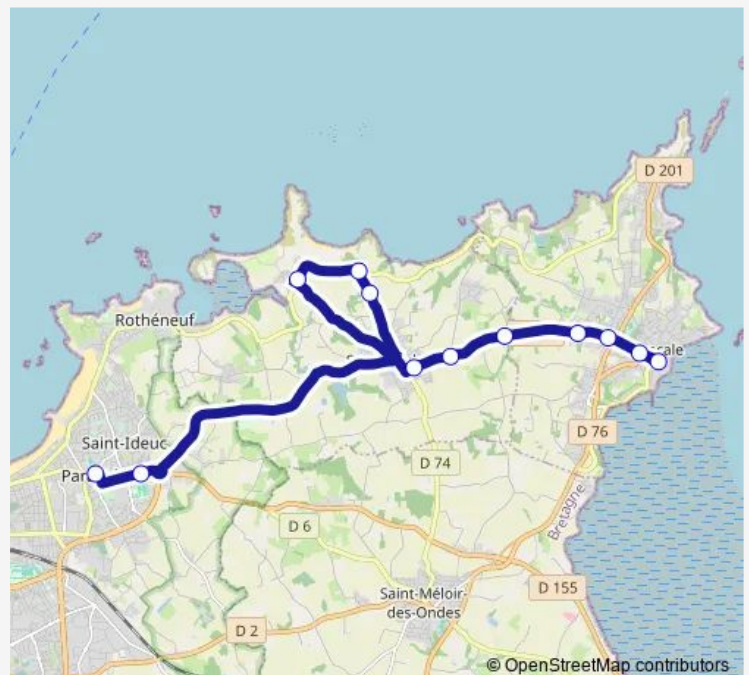 D 201
Rothéneuf
Saint-Ideuc
D 76
D 74
D 6
Bretagne
Saint-Méloir-
des-Ondes
D 155
D 2
© OpenStreetMap contributors